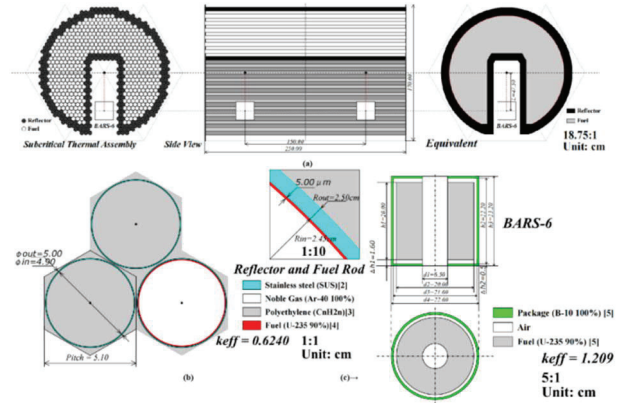 Reflector
Fuel
BARS-6
Subcritical Thermal Assembly
Side View
150.00
210.00
170.00
BARS-6
Reflector
Fuel
Equivalent
18.75:1
Unit: cm
(a)
5.00 μm
Rout=2.50cm
Rin=2.45cm
1:10
φout=5.00
φin=4.90
Pitch = 5.10
(b)
Reflector and Fuel Rod
Stainless steel (SUS)[2]
Noble Gas (Ar-40 100%)
Polyethylene (CnH2n)[3]
Fuel (U-235 90%)[4]
keff = 0.6240
1:1
Unit: cm
BARS-6
(c)→
Package (B-10 100%) [5]
Air
Fuel (U-235 90%) [5]
keff = 1.209
5:1
Unit: cm